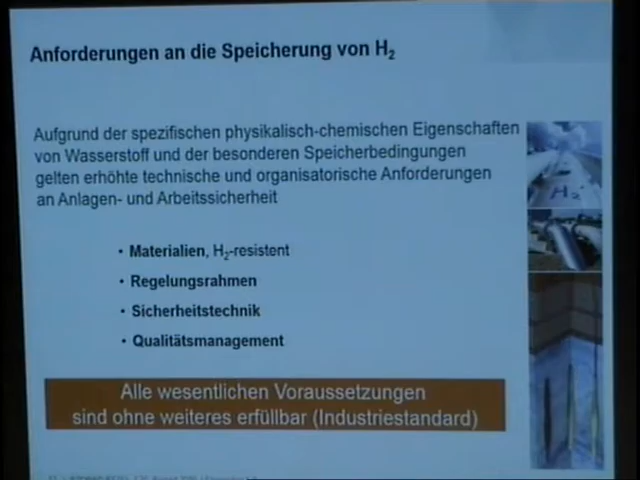 Anforderungen an die Speicherung von H₂
Aufgrund der spezifischen physikalisch-chemischen Eigenschaften
von Wasserstoff und der besonderen Speicherbedingungen
gelten erhöhte technische und organisatorische Anforderungen
an Anlagen- und Arbeitssicherheit
• Materialien, H₂-resistent
• Regelungsrahmen
• Sicherheitstechnik
• Qualitätsmanagement
Alle wesentlichen Voraussetzungen
sind ohne weiteres erfüllbar (Industriestandard)
H₂